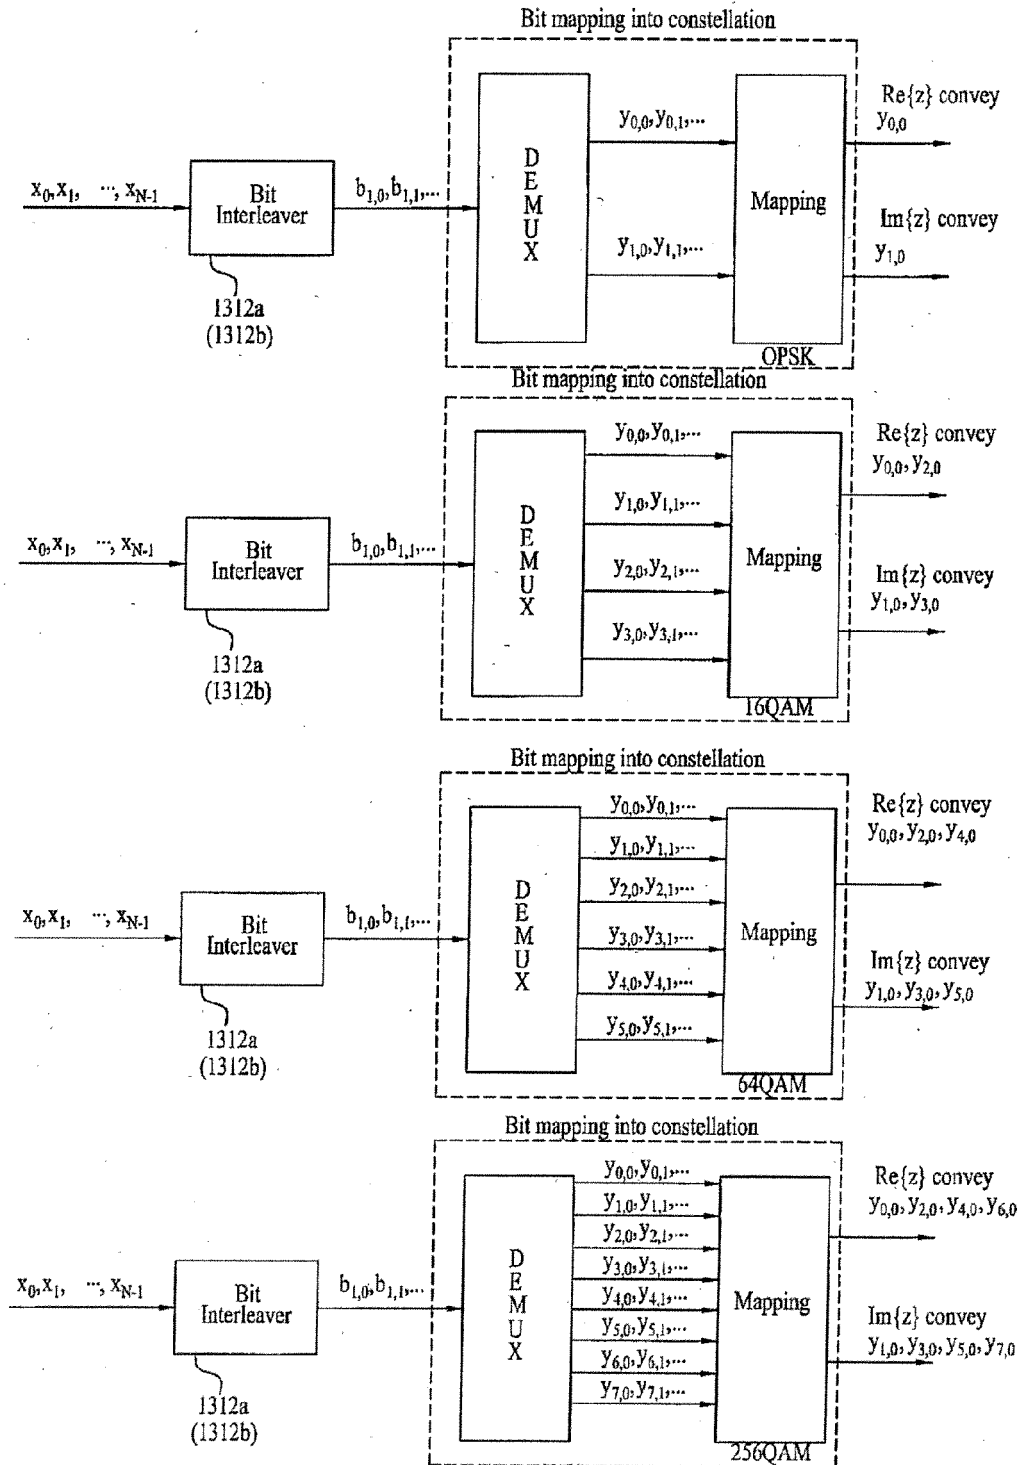 Bit mapping into constellation
x0,x1, ..., xN-1
Bit
Interleaver
1312a
(1312b)
b1,0,b1,1,...
DEMUX
y0,0,y0,1,...
y1,0,y1,1,...
Mapping
OPSK
Re{z} convey
y0,0
Im{z} convey
y1,0
Bit mapping into constellation
x0,x1, ..., xN-1
Bit
Interleaver
1312a
(1312b)
b1,0,b1,1,...
DEMUX
y0,0,y0,1,...
y1,0,y1,1,...
y2,0,y2,1,...
y3,0,y3,1,...
Mapping
16QAM
Re{z} convey
y0,0,y2,0
Im{z} convey
y1,0,y3,0
Bit mapping into constellation
x0,x1, ..., xN-1
Bit
Interleaver
1312a
(1312b)
b1,0,b1,1,...
DEMUX
y0,0,y0,1,...
y1,0,y1,1,...
y2,0,y2,1,...
y3,0,y3,1,...
y4,0,y4,1,...
y5,0,y5,1,...
Mapping
64QAM
Re{z} convey
y0,0,y2,0,y4,0
Im{z} convey
y1,0,y3,0,y5,0
Bit mapping into constellation
x0,x1, ..., xN-1
Bit
Interleaver
1312a
(1312b)
b1,0,b1,1,...
DEMUX
y0,0,y0,1,...
y1,0,y1,1,...
y2,0,y2,1,...
y3,0,y3,1,...
y4,0,y4,1,...
y5,0,y5,1,...
y6,0,y6,1,...
y7,0,y7,1,...
Mapping
256QAM
Re{z} convey
y0,0,y2,0,y4,0,y6,0
Im{z} convey
y1,0,y3,0,y5,0,y7,0